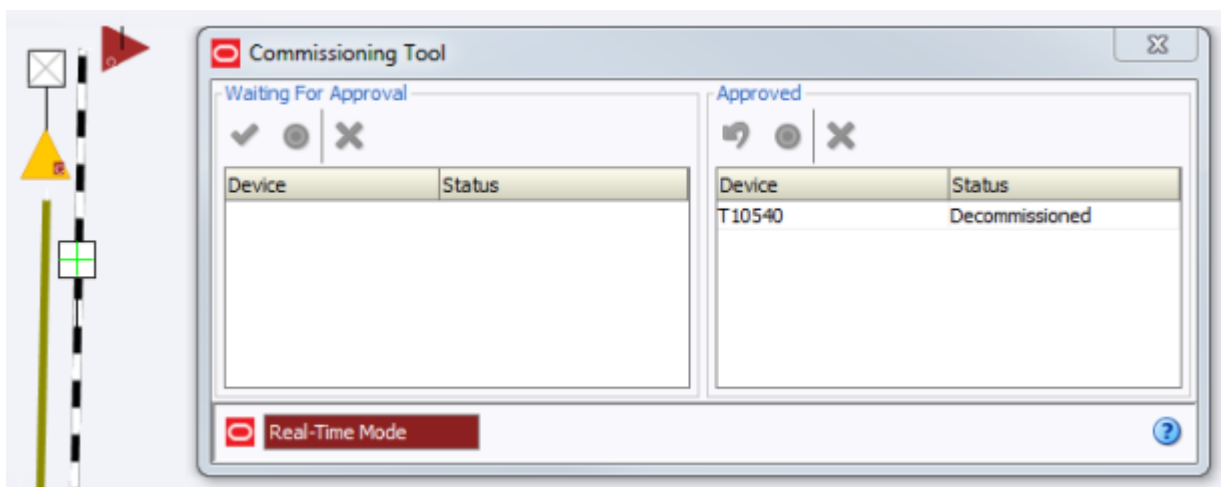 Commissioning Tool
Waiting For Approval
Approved
Device Status
Device Status
T10540 Decommissioned
Real-Time Mode
?